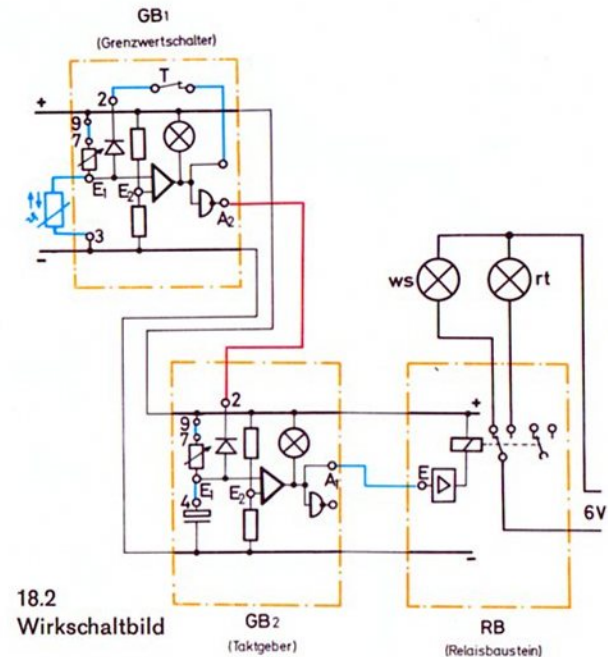 GB1
(Grenzwertschalter)
T
2
+
9
7
E1
E2
A2
ϑ
3
-
ws
rt
2
+
9
7
E1
E2
A1
4
E
6V
-
18.2
Wirkschaltbild
GB2
(Taktgeber)
RB
(Relaisbaustein)